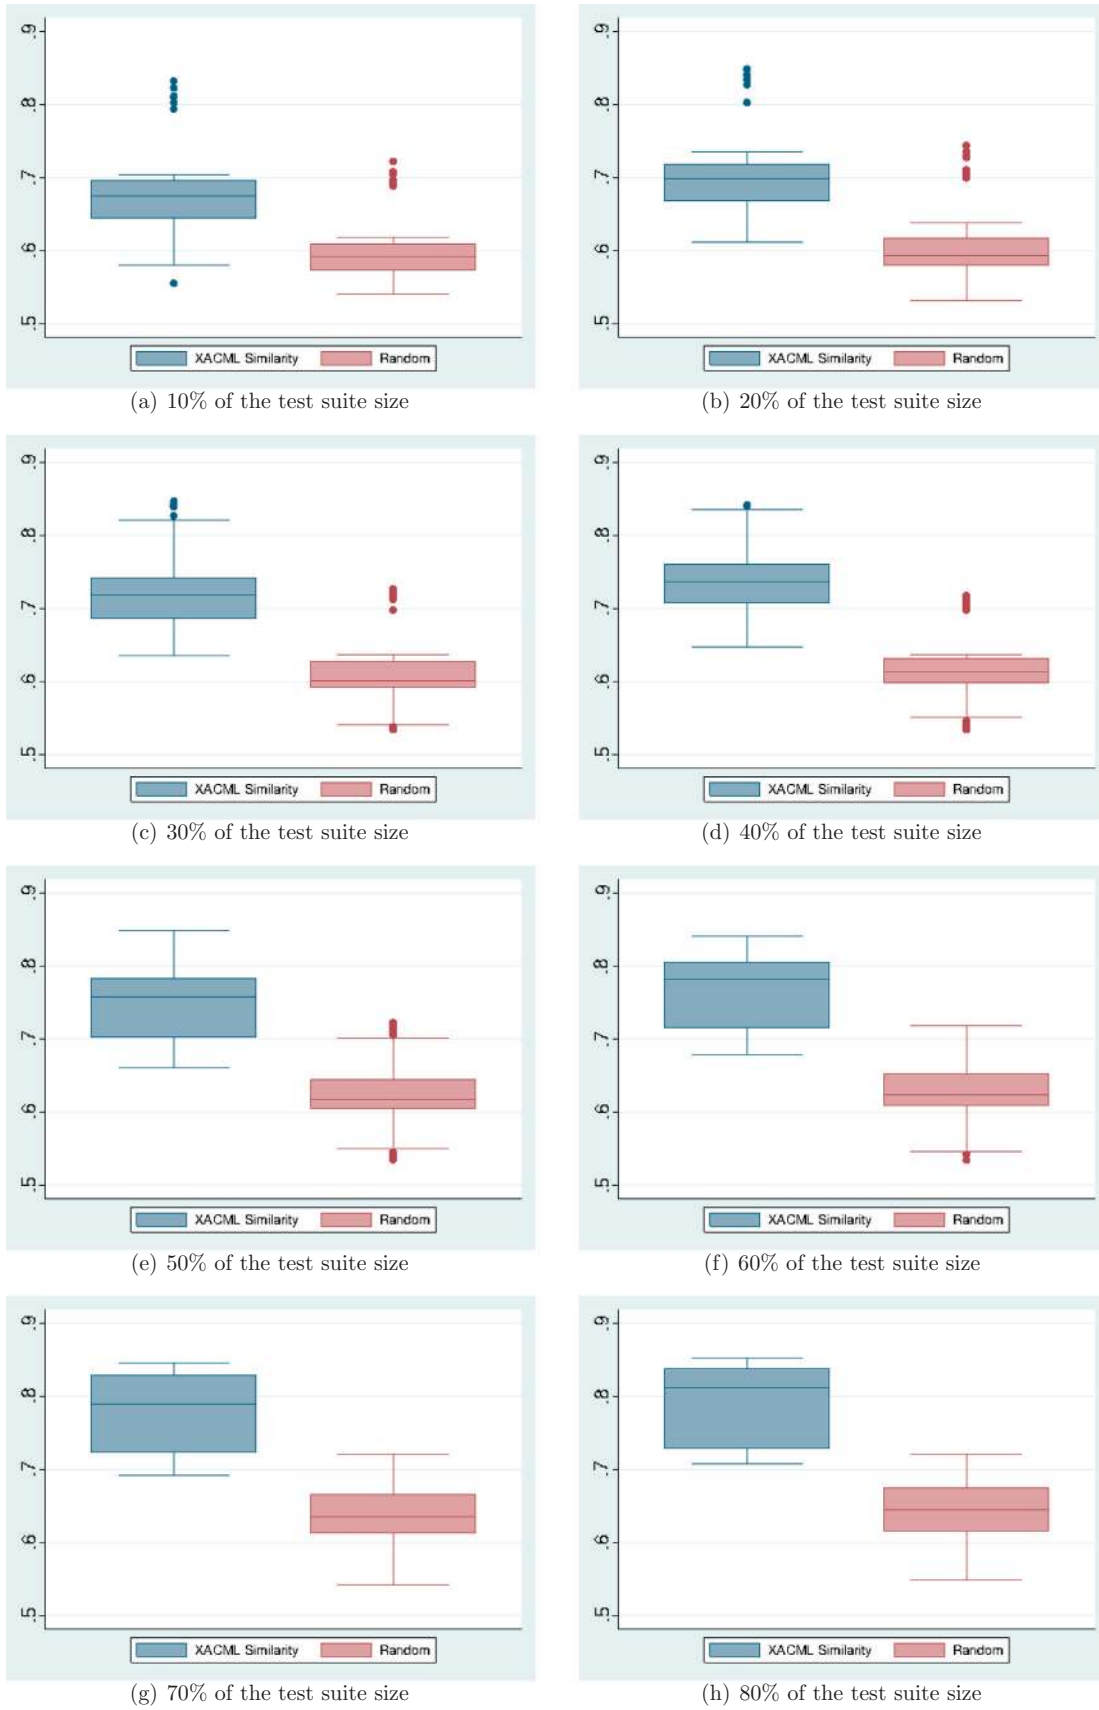 .9
.8
.7
.6
.5
XACML Similarity Random
(a) 10% of the test suite size
.9
.8
.7
.6
.5
XACML Similarity Random
(b) 20% of the test suite size
.9
.8
.7
.6
.5
XACML Similarity Random
(c) 30% of the test suite size
.9
.8
.7
.6
.5
XACML Similarity Random
(d) 40% of the test suite size
.9
.8
.7
.6
.5
XACML Similarity Random
(e) 50% of the test suite size
.9
.8
.7
.6
.5
XACML Similarity Random
(f) 60% of the test suite size
.9
.8
.7
.6
.5
XACML Similarity Random
(g) 70% of the test suite size
.9
.8
.7
.6
.5
XACML Similarity Random
(h) 80% of the test suite size